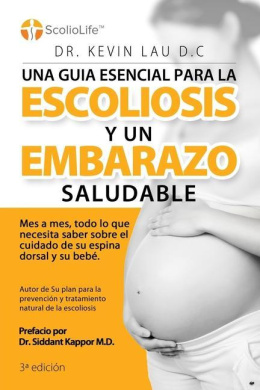 ScolioLife™
DR. KEVIN LAU D.C
UNA GUIA ESENCIAL PARA LA
ESCOLIOSIS
Y UN
EMBARAZO
SALUDABLE
Mes a mes, todo lo que
necesita saber sobre el
cuidado de su espina
dorsal y su bebé.
Autor de Su plan para la
prevención y tratamiento
natural de la escoliosis
Prefacio por
Dr. Siddant Kappor M.D.
3ª edición